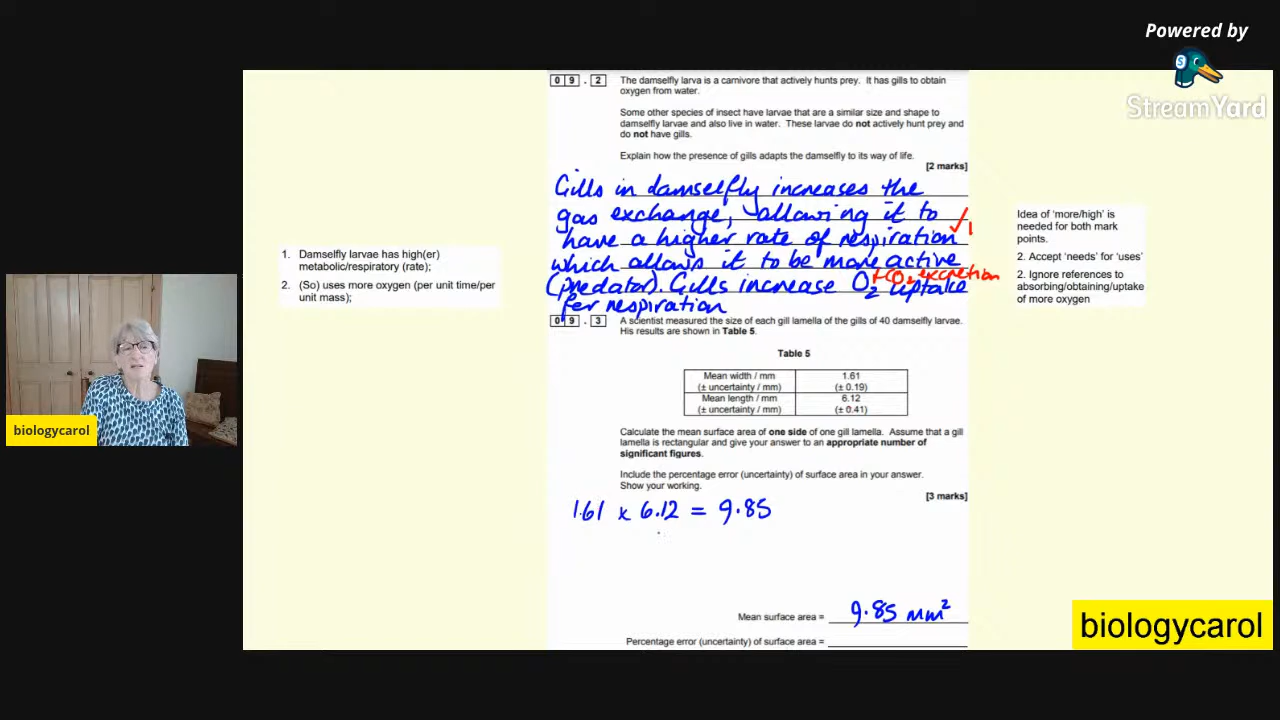 Powered by
StreamYard
09.2
The damselfly larva is a carnivore that actively hunts prey. It has gills to obtain
oxygen from water.
Some other species of insect have larvae that are a similar size and shape to
damselfly larvae and also live in water. These larvae do not actively hunt prey and
do not have gills.
Explain how the presence of gills adapts the damselfly to its way of life.
[2 marks]
Gills in damselfly increases the
gas exchange, allowing it to
have a higher rate of respiration ✓1
which allows it to be more active
+ CO2 excretion
(predator). Gills increase O2 uptake
fer respiration
1. Damselfly larvae has high(er)
metabolic/respiratory (rate);
2. (So) uses more oxygen (per unit time/per
unit mass);
Idea of 'more/high' is
needed for both mark
points.
2. Accept 'needs' for 'uses'
2. Ignore references to
absorbing/obtaining/uptake
of more oxygen
09.3
A scientist measured the size of each gill lamella of the gills of 40 damselfly larvae.
His results are shown in Table 5.
Table 5
Mean width / mm 1.61
(± uncertainty / mm) (± 0.19)
Mean length / mm 6.12
(± uncertainty / mm) (± 0.41)
Calculate the mean surface area of one side of one gill lamella. Assume that a gill
lamella is rectangular and give your answer to an appropriate number of
significant figures.
Include the percentage error (uncertainty) of surface area in your answer.
Show your working.
[3 marks]
1.61 x 6.12 = 9.85
Mean surface area = 9.85 mm²
Percentage error (uncertainty) of surface area =
biologycarol
biologycarol